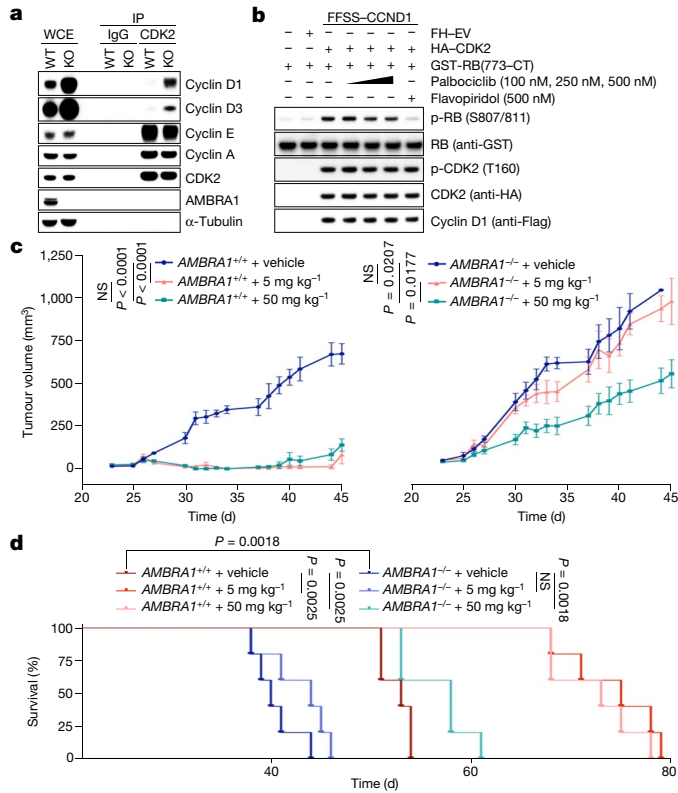 a
IP
WCE IgG CDK2
WT KO WT KO WT KO
Cyclin D1
Cyclin D3
Cyclin E
Cyclin A
CDK2
AMBRA1
α-Tubulin
b
FFSS–CCND1
– + – – – – – FH–EV
– – + + + + + HA–CDK2
+ + + + + + + GST-RB(773–CT)
– – – Palbociclib (100 nM, 250 nM, 500 nM)
– – – – – – + Flavopiridol (500 nM)
p-RB (S807/811)
RB (anti-GST)
p-CDK2 (T160)
CDK2 (anti-HA)
Cyclin D1 (anti-Flag)
c
Tumour volume (mm³)
1,250
1,000
750
500
250
0
20 25 30 35 40 45
Time (d)
NS
P < 0.0001
P < 0.0001
AMBRA1+/+ + vehicle
AMBRA1+/+ + 5 mg kg–1
AMBRA1+/+ + 50 mg kg–1
NS
P = 0.0207
P = 0.0177
AMBRA1–/– + vehicle
AMBRA1–/– + 5 mg kg–1
AMBRA1–/– + 50 mg kg–1
20 25 30 35 40 45
Time (d)
d
P = 0.0018
AMBRA1+/+ + vehicle
AMBRA1+/+ + 5 mg kg–1
AMBRA1+/+ + 50 mg kg–1
P = 0.0025
P = 0.0025
AMBRA1–/– + vehicle
AMBRA1–/– + 5 mg kg–1
AMBRA1–/– + 50 mg kg–1
NS
P = 0.0018
Survival (%)
100
75
50
25
0
40 60 80
Time (d)